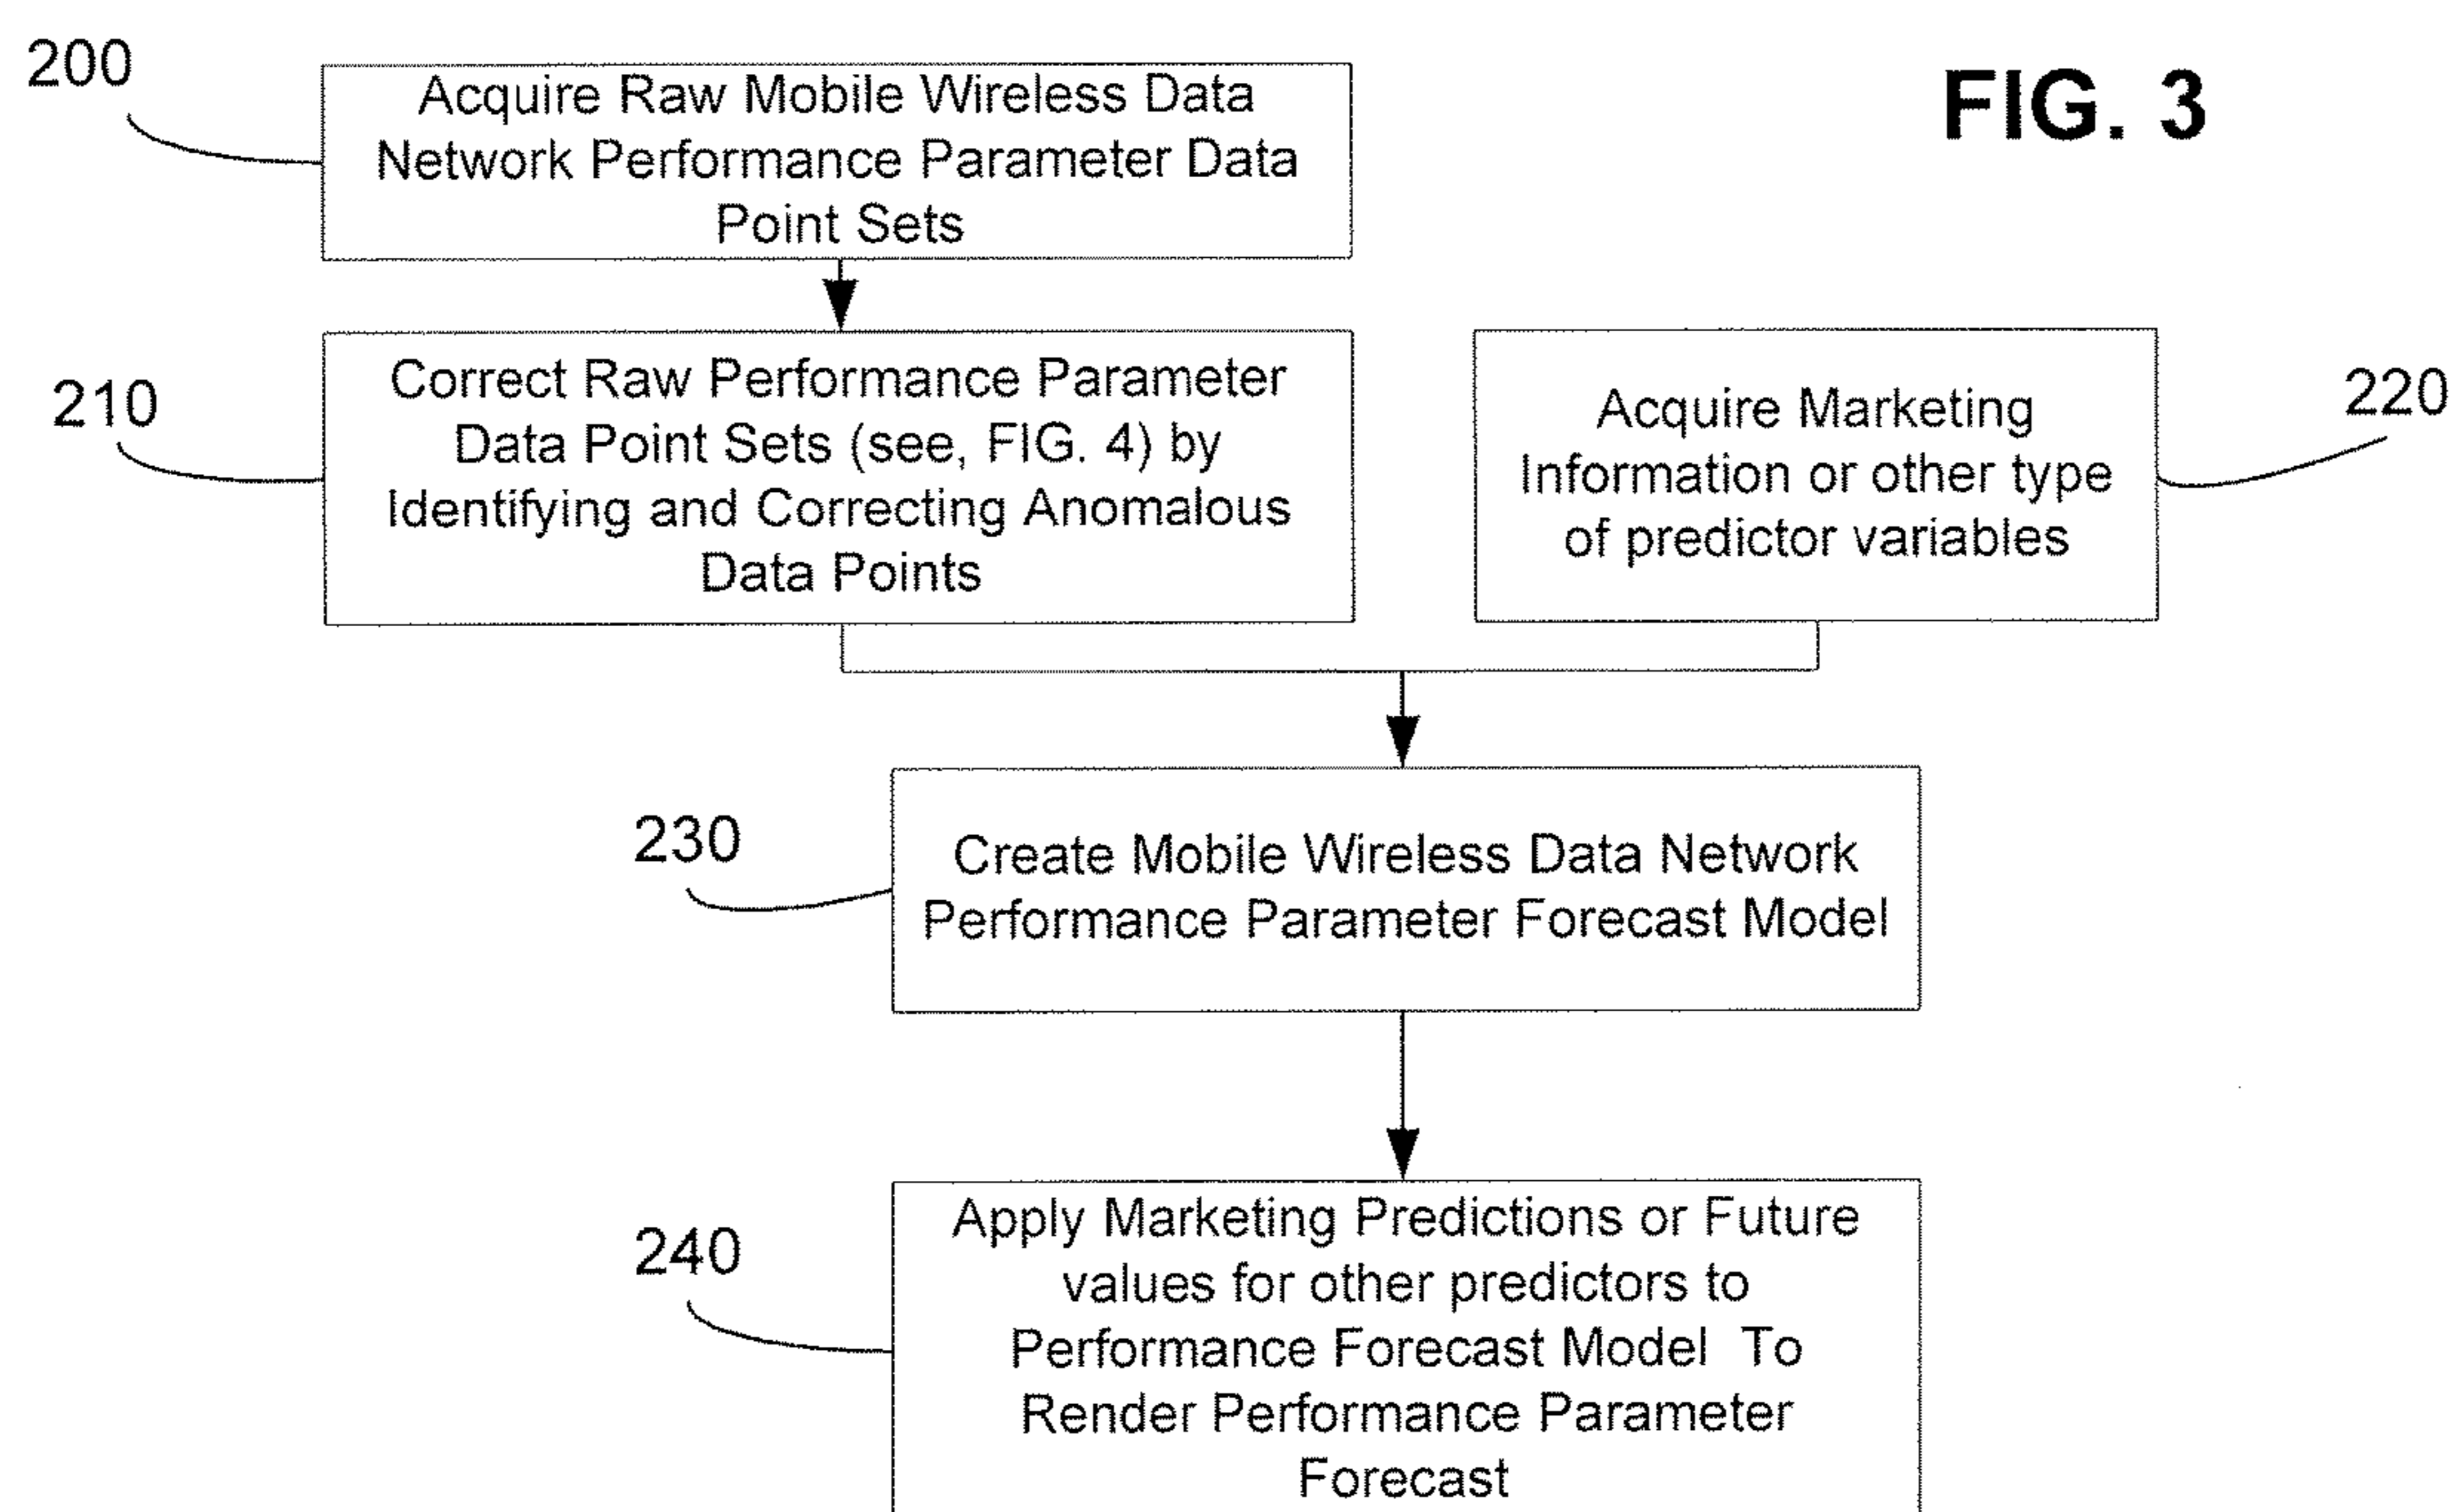 FIG. 3
200
Acquire Raw Mobile Wireless Data
Network Performance Parameter Data
Point Sets
210
Correct Raw Performance Parameter
Data Point Sets (see, FIG. 4) by
Identifying and Correcting Anomalous
Data Points
220
Acquire Marketing
Information or other type
of predictor variables
230
Create Mobile Wireless Data Network
Performance Parameter Forecast Model
240
Apply Marketing Predictions or Future
values for other predictors to
Performance Forecast Model To
Render Performance Parameter
Forecast